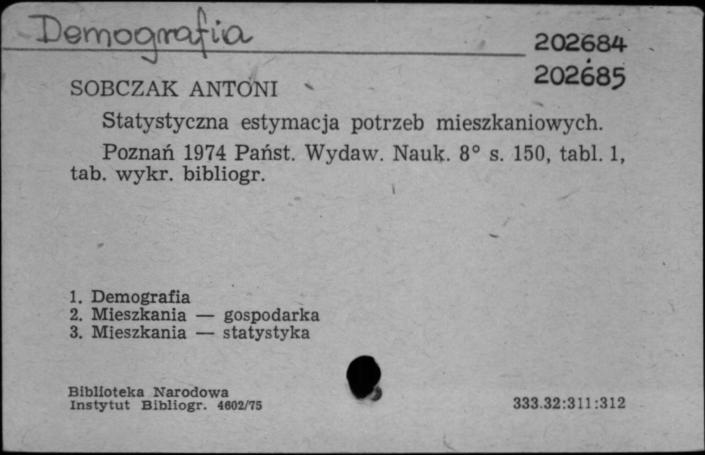 Demografia
202684
202685
SOBCZAK ANTONI
Statystyczna estymacja potrzeb mieszkaniowych.
Poznań 1974 Państ. Wydaw. Nauk. 8° s. 150, tabl. 1,
tab. wykr. bibliogr.
1. Demografia
2. Mieszkania — gospodarka
3. Mieszkania — statystyka
Biblioteka Narodowa
Instytut Bibliogr. 4602/75
333.32:311:312